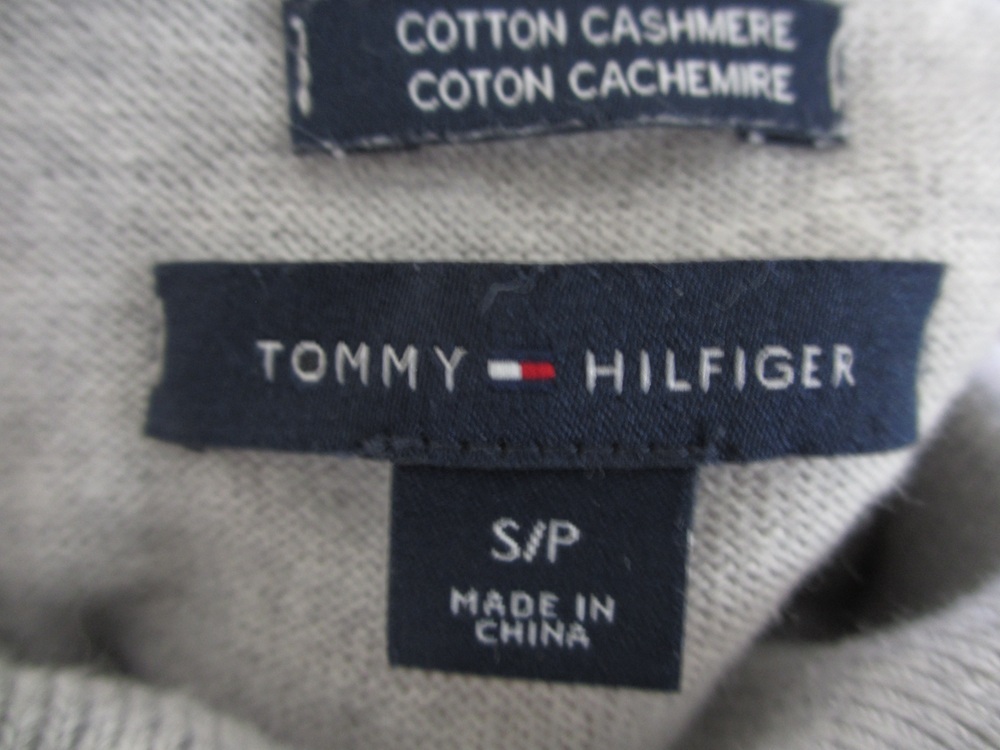 COTTON CASHMERE
COTON CACHEMIRE
TOMMY HILFIGER
S/P
MADE IN
CHINA